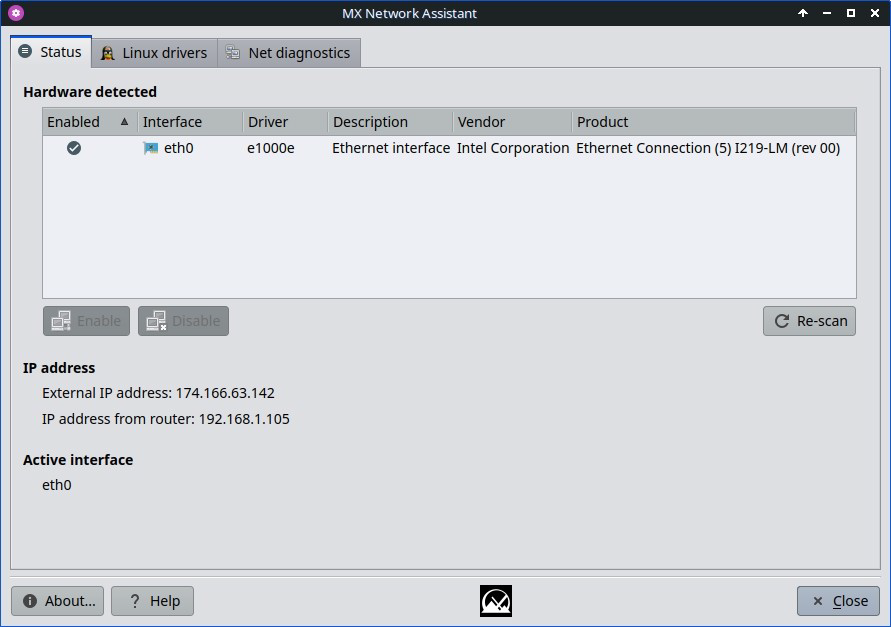 MX Network Assistant
Status Linux drivers Net diagnostics
Hardware detected
Enabled Interface Driver Description Vendor Product
eth0 e1000e Ethernet interface Intel Corporation Ethernet Connection (5) I219-LM (rev 00)
Enable Disable Re-scan
IP address
External IP address: 174.166.63.142
IP address from router: 192.168.1.105
Active interface
eth0
About... ? Help Close